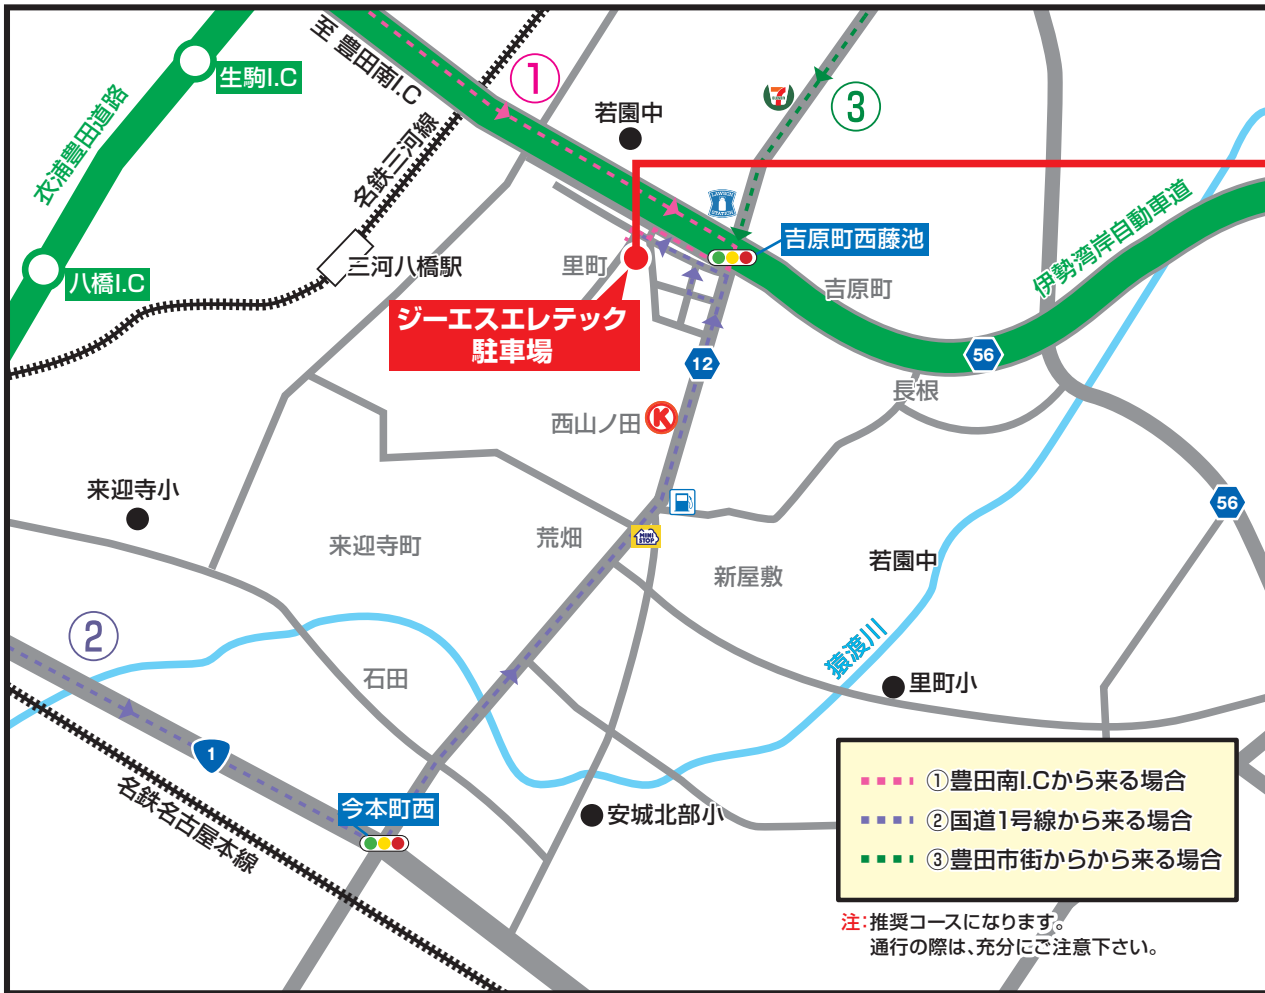 至 豊田南I.C
①
生駒I.C
衣浦豊田道路
名鉄三河線
若園中
7
③
LAWSON
STATION
吉原町西藤池
伊勢湾岸自動車道
八橋I.C
三河八橋駅
里町
吉原町
ジーエスエレテック
駐車場
12
56
長根
西山ノ田
K
来迎寺小
56
来迎寺町
荒畑
MINI
STOP
新屋敷
若園中
②
猿渡川
石田
里町小
1
名鉄名古屋本線
今本町西
安城北部小
①豊田南I.Cから来る場合
②国道1号線から来る場合
③豊田市街からから来る場合
注:推奨コースになります。
通行の際は、充分にご注意下さい。